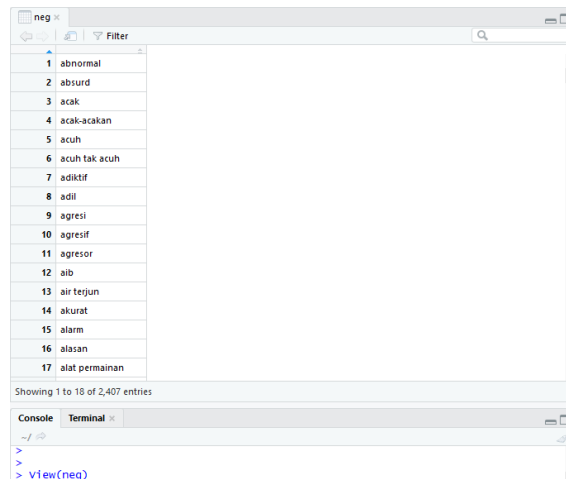 neg ×
Filter
1 abnormal
2 absurd
3 acak
4 acak-acakan
5 acuh
6 acuh tak acuh
7 adiktif
8 adil
9 agresi
10 agresif
11 agresor
12 aib
13 air terjun
14 akurat
15 alarm
16 alasan
17 alat permainan
Showing 1 to 18 of 2,407 entries
Console Terminal ×
~/
>
>
> View(neg)